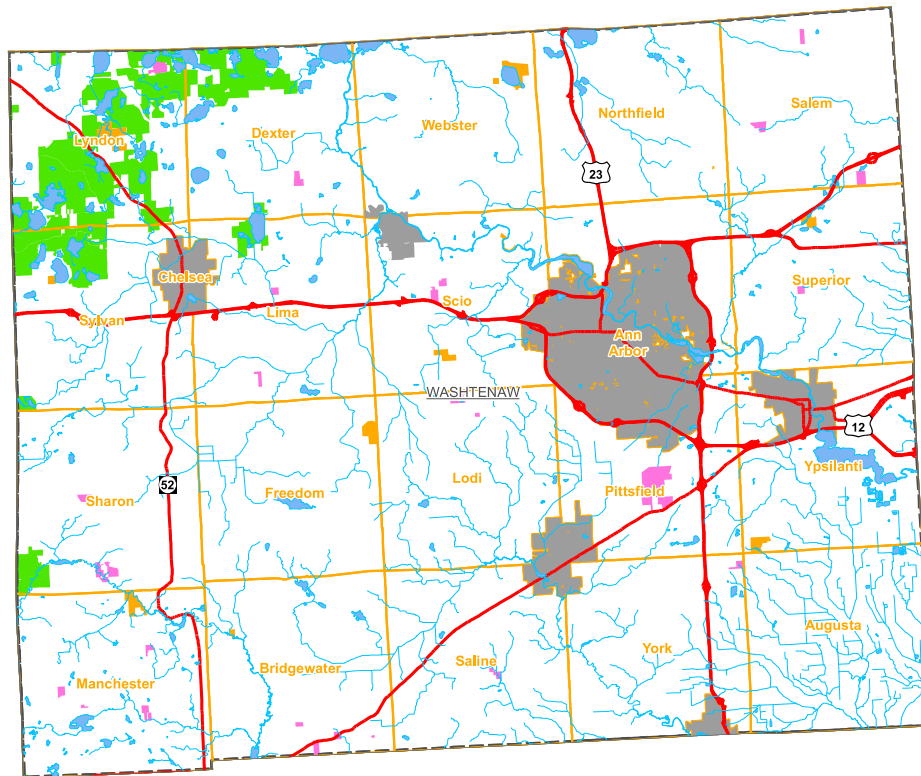 Salem
Northfield
Webster
Dexter
Lyndon
23
Chelsea
Superior
Scio
Lima
Sylvan
Ann
Arbor
WASHTENAW
12
Ypsilanti
Lodi
52
Sharon
Freedom
Pittsfield
Augusta
York
Saline
Bridgewater
Manchester